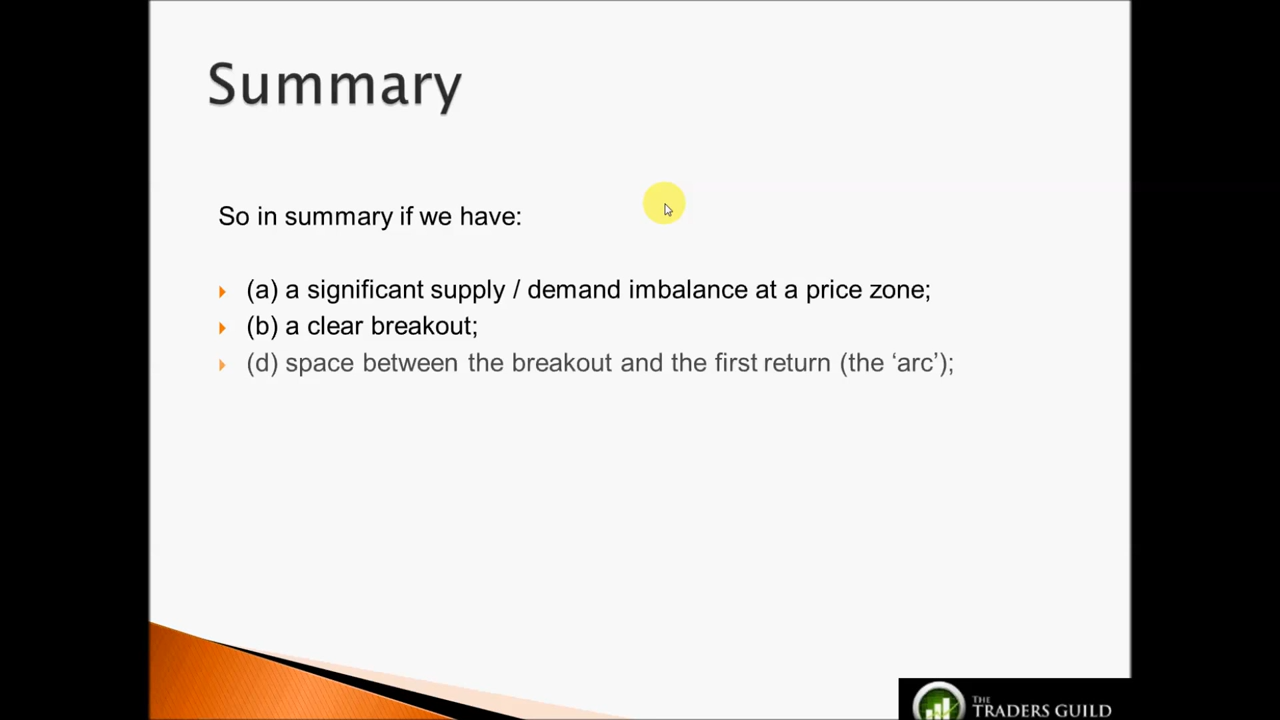 Summary
So in summary if we have:
(a) a significant supply / demand imbalance at a price zone;
(b) a clear breakout;
(d) space between the breakout and the first return (the ‘arc’);
THE
TRADERS GUILD